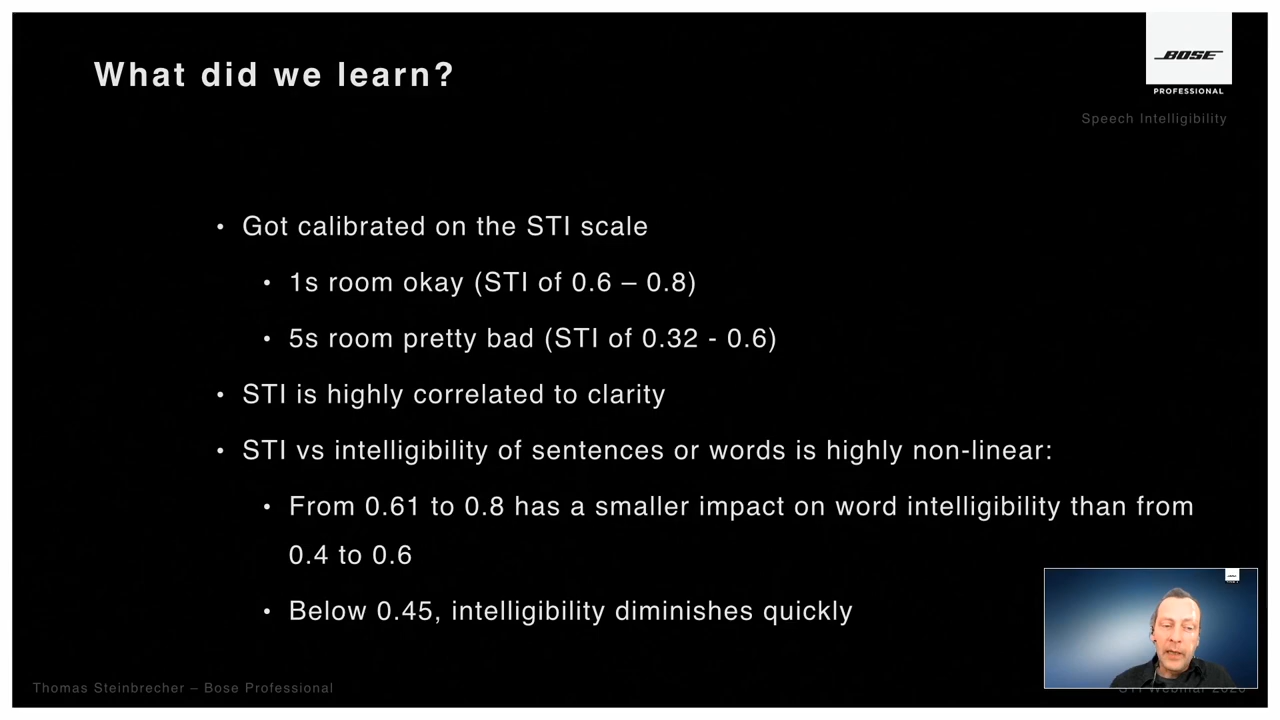 What did we learn?
BOSE
PROFESSIONAL
Speech Intelligibility
• Got calibrated on the STI scale
• 1s room okay (STI of 0.6 – 0.8)
• 5s room pretty bad (STI of 0.32 - 0.6)
• STI is highly correlated to clarity
• STI vs intelligibility of sentences or words is highly non-linear:
• From 0.61 to 0.8 has a smaller impact on word intelligibility than from
0.4 to 0.6
• Below 0.45, intelligibility diminishes quickly
Thomas Steinbrecher – Bose Professional